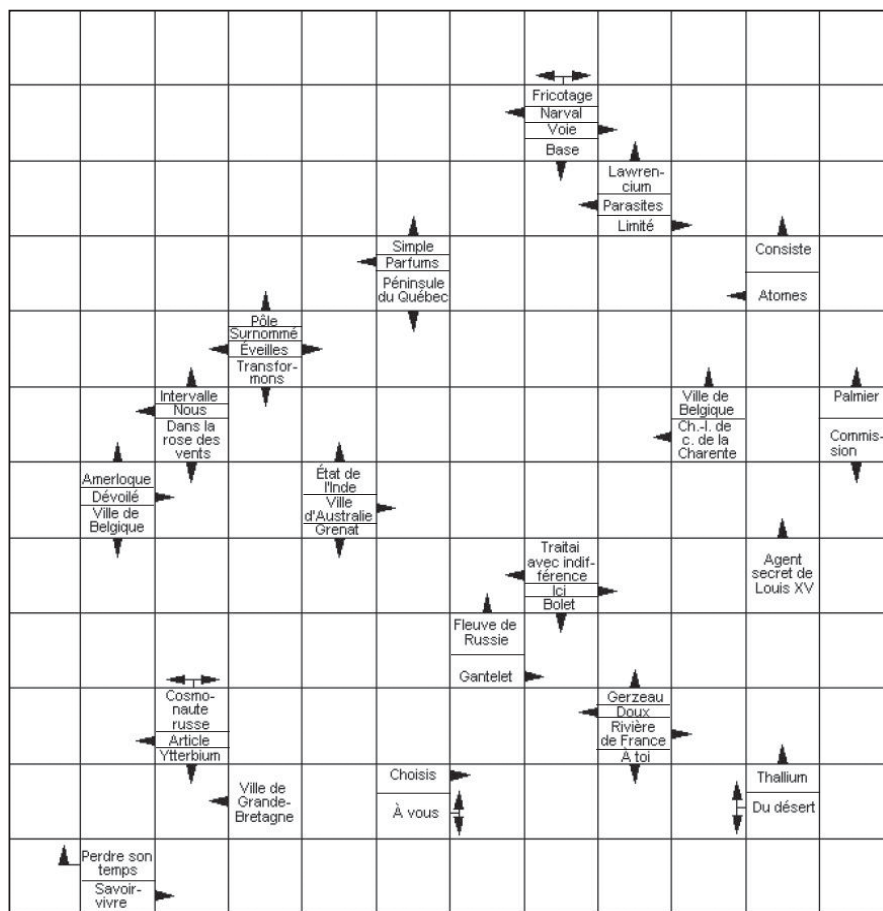 Fricotage
Narval
Voie
Base
Lawren-
cium
Parasites
Limité
Simple
Parfums
Péninsule
du Québec
Consiste
Atomes
Pôle
Surnommé
Éveilles
Transfor-
mons
Intervalle
Nous
Dans la
rose des
vents
Ville de
Belgique
Ch.-l. de
c. de la
Charente
Palmier
Commis-
sion
Amerloque
Dévoilé
Ville de
Belgique
État de
l'Inde
Ville
d'Australie
Grenat
Traitai
avec indif-
férence
Ici
Bolet
Agent
secret de
Louis XV
Fleuve de
Russie
Gantelet
Cosmo-
naute
russe
Article
Ytterbium
Gerzeau
Doux
Rivière
de France
À toi
Ville de
Grande-
Bretagne
Choisis
À vous
Thallium
Du désert
Perdre son
temps
Savoir-
vivre